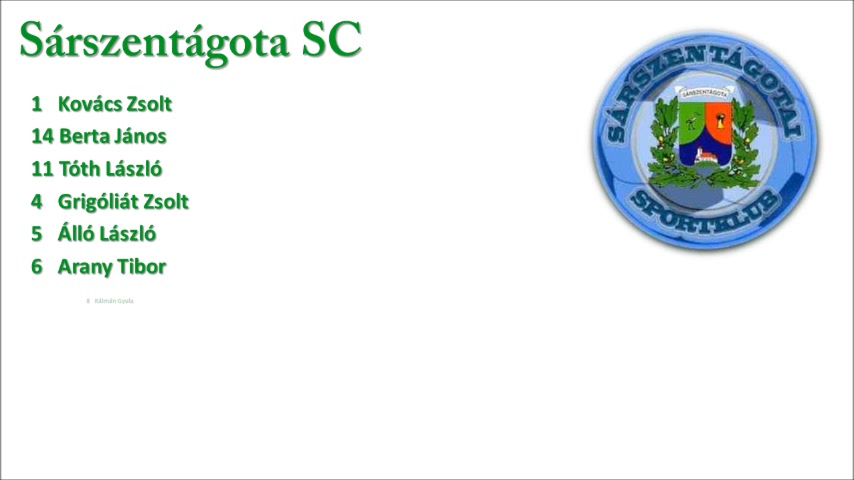 Sárszentágota SC
SÁRSZENTÁGOTAI
SÁRSZENTÁGOTA
SPORTKLUB
1 Kovács Zsolt
14 Berta János
11 Tóth László
4 Grigóliát Zsolt
5 Álló László
6 Arany Tibor
8 Kálmán Gyula